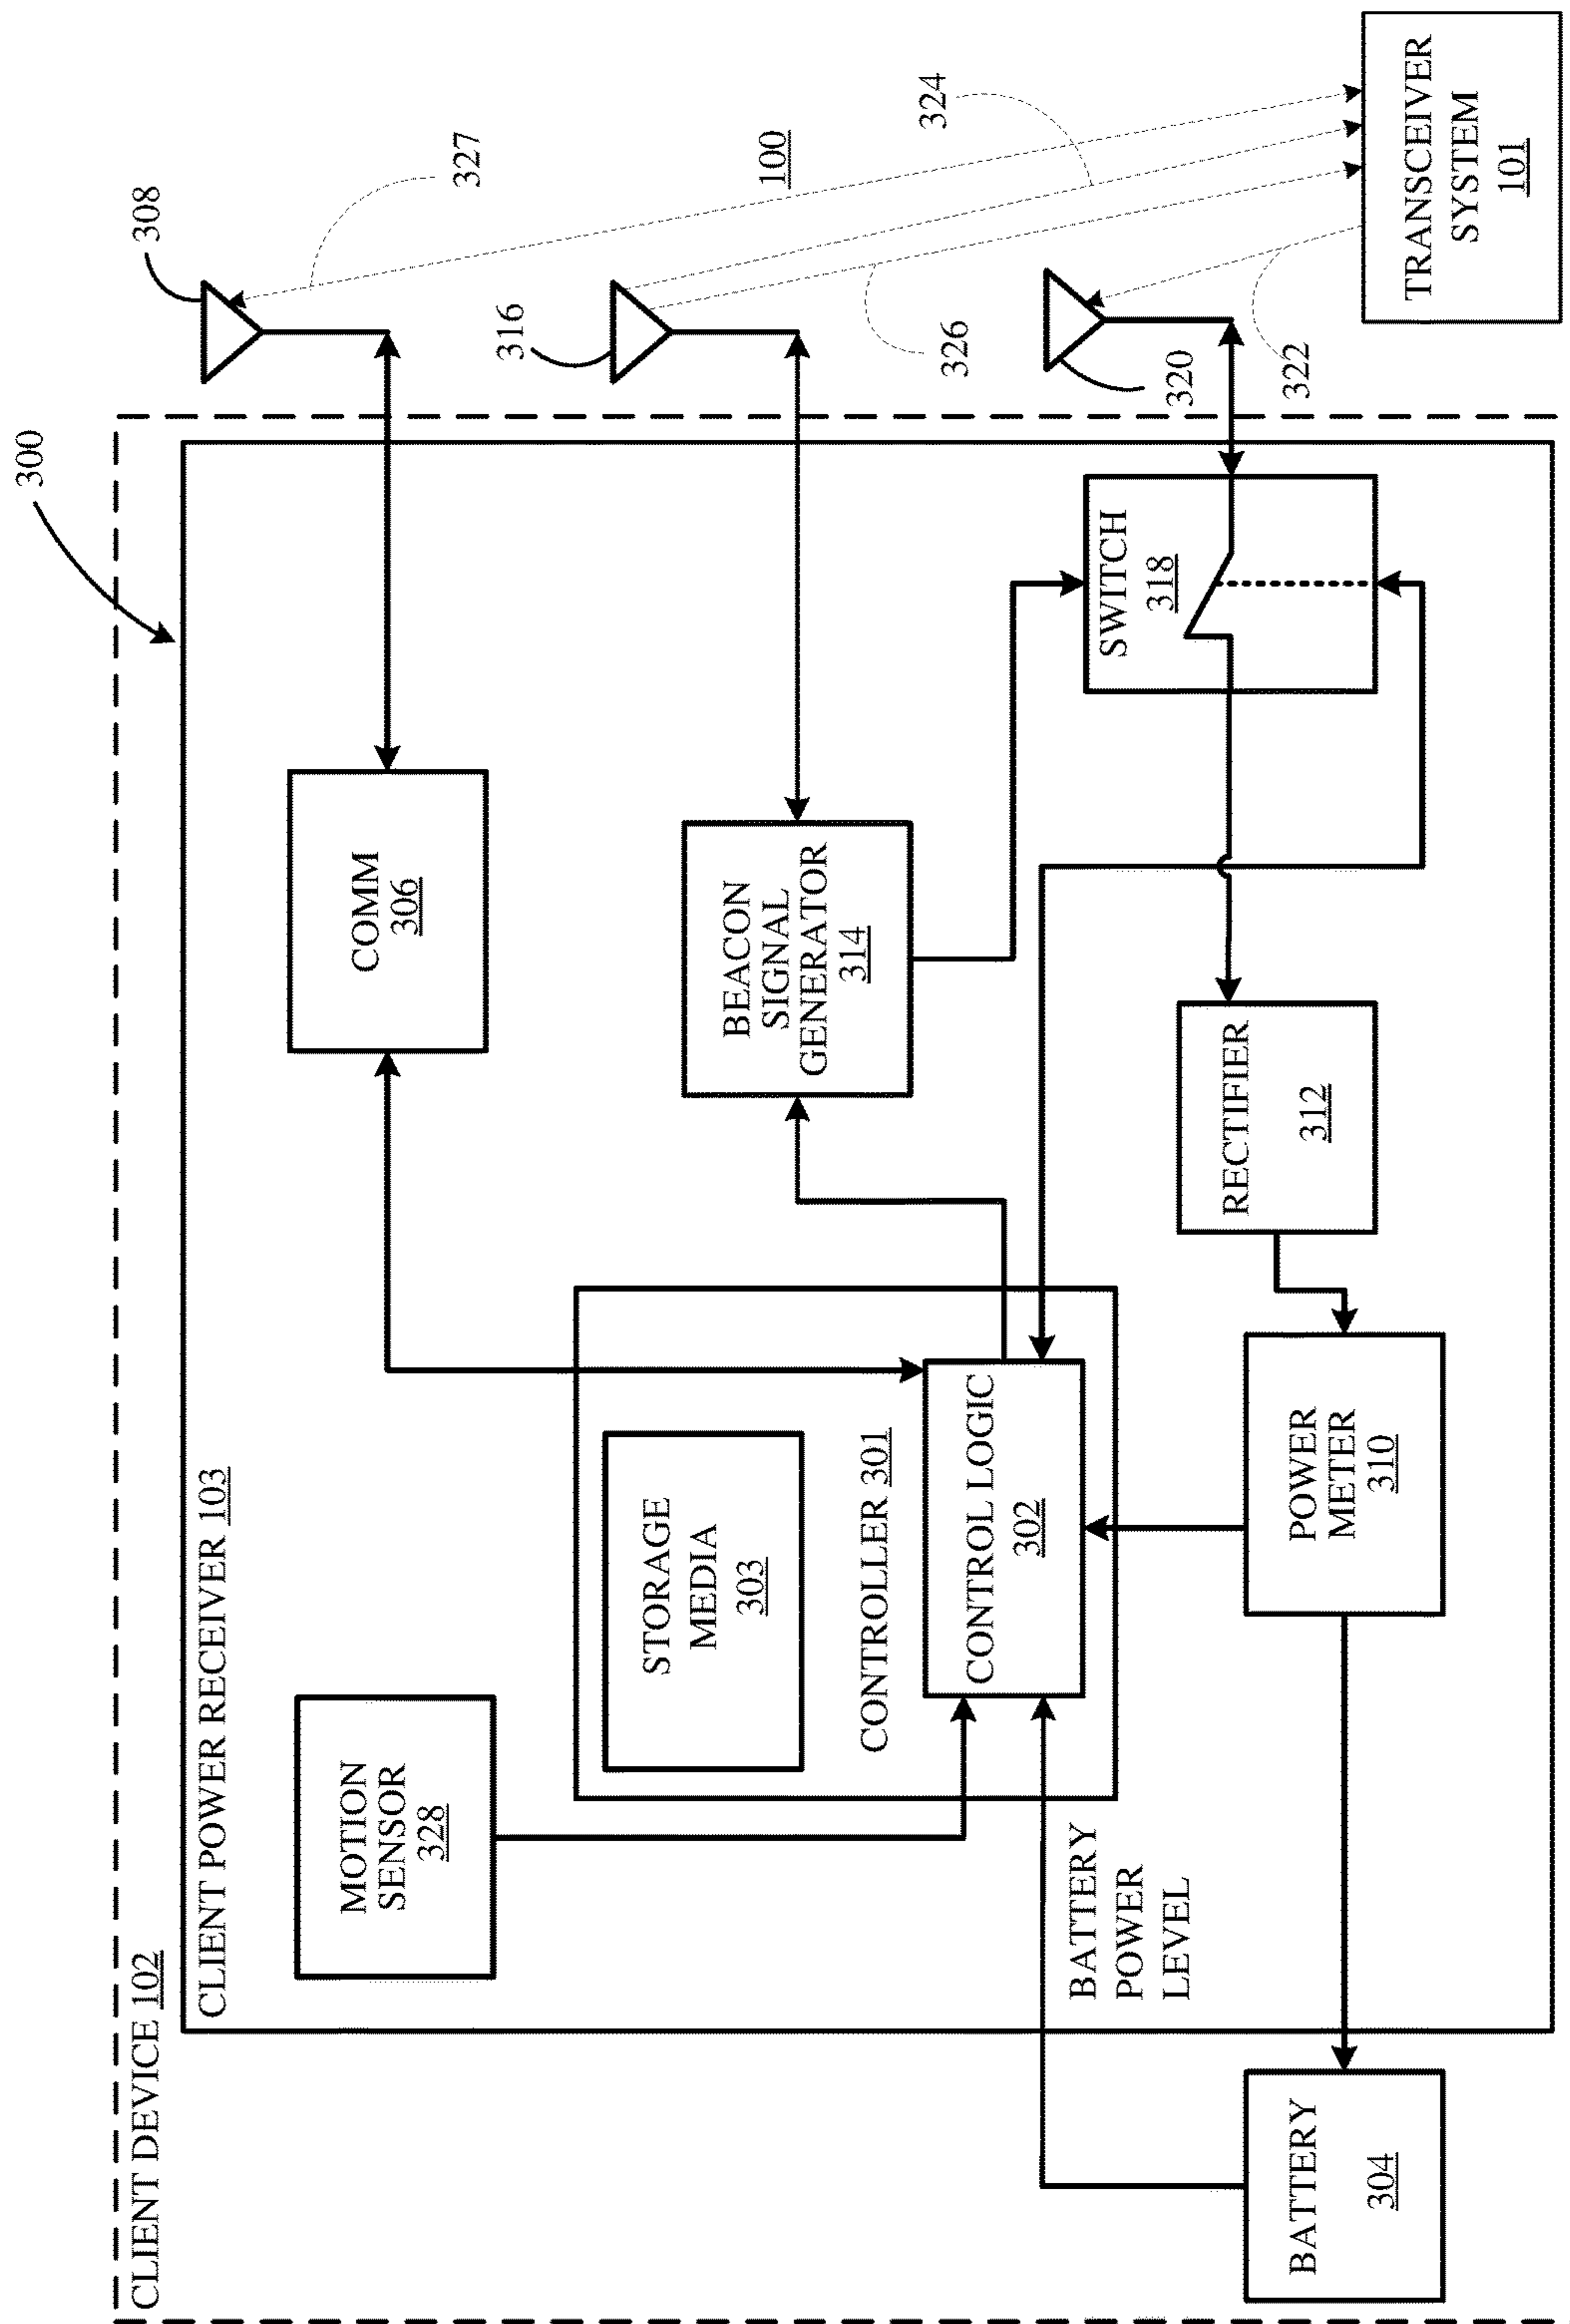 CLIENT DEVICE 102
300
CLIENT POWER RECEIVER 103
308
327
MOTION
SENSOR
328
COMM
306
316
324
100
STORAGE
MEDIA
303
BEACON
SIGNAL
GENERATOR
314
326
CONTROLLER 301
CONTROL LOGIC
302
320
322
BATTERY
POWER
LEVEL
SWITCH
318
RECTIFIER
312
POWER
METER
310
BATTERY
304
TRANSCEIVER
SYSTEM
101